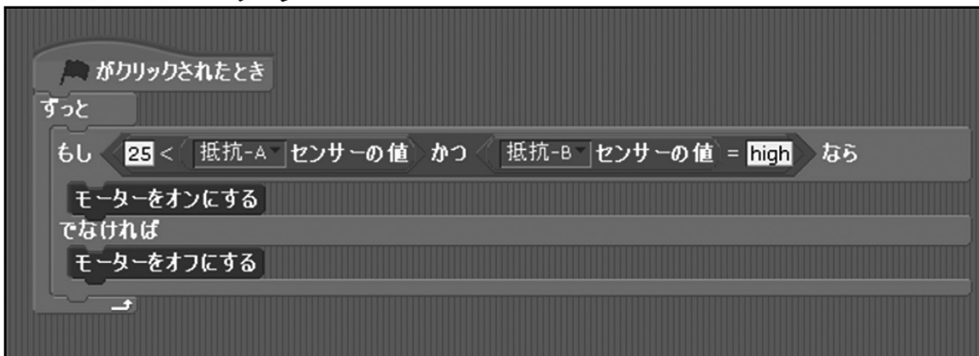 がクリックされたとき
ずっと
もし 25 < 抵抗-A センサーの値 かつ 抵抗-B センサーの値 = high なら
モーターをオンにする
でなければ
モーターをオフにする